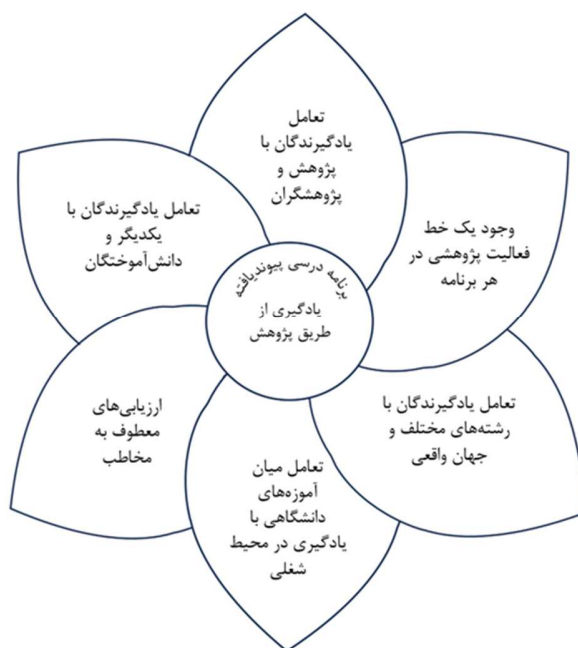 تعامل
یادگیرندگان با
پژوهش و
پژوهشگران
وجود یک خط
فعالیت پژوهشی در
هر برنامه
تعامل یادگیرندگان با
رشته‌های مختلف و
جهان واقعی
تعامل میان
آموزه‌های
دانشگاهی با
یادگیری در محیط
شغلی
ارزیابی‌های
معطوف به
مخاطب
تعامل یادگیرندگان با
یکدیگر و
دانش‌آموختگان
برنامه درسی پیوندیافته
یادگیری از
طریق پژوهش